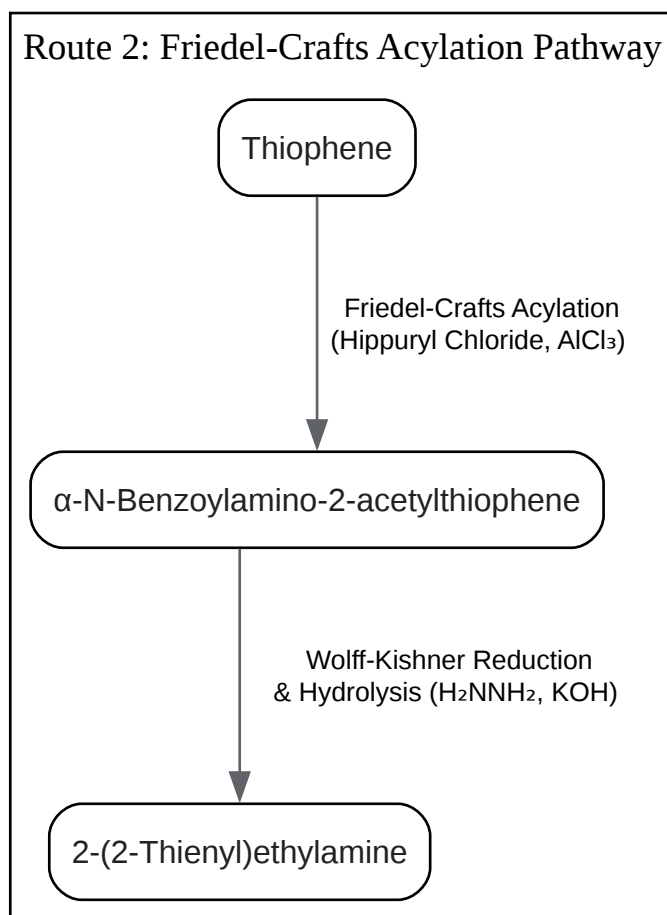 Route 2: Friedel-Crafts Acylation Pathway
Thiophene
Friedel-Crafts Acylation
(Hippuryl Chloride, AlCl₃)
α-N-Benzoylamino-2-acetylthiophene
Wolff-Kishner Reduction
& Hydrolysis (H₂NNH₂, KOH)
2-(2-Thienyl)ethylamine